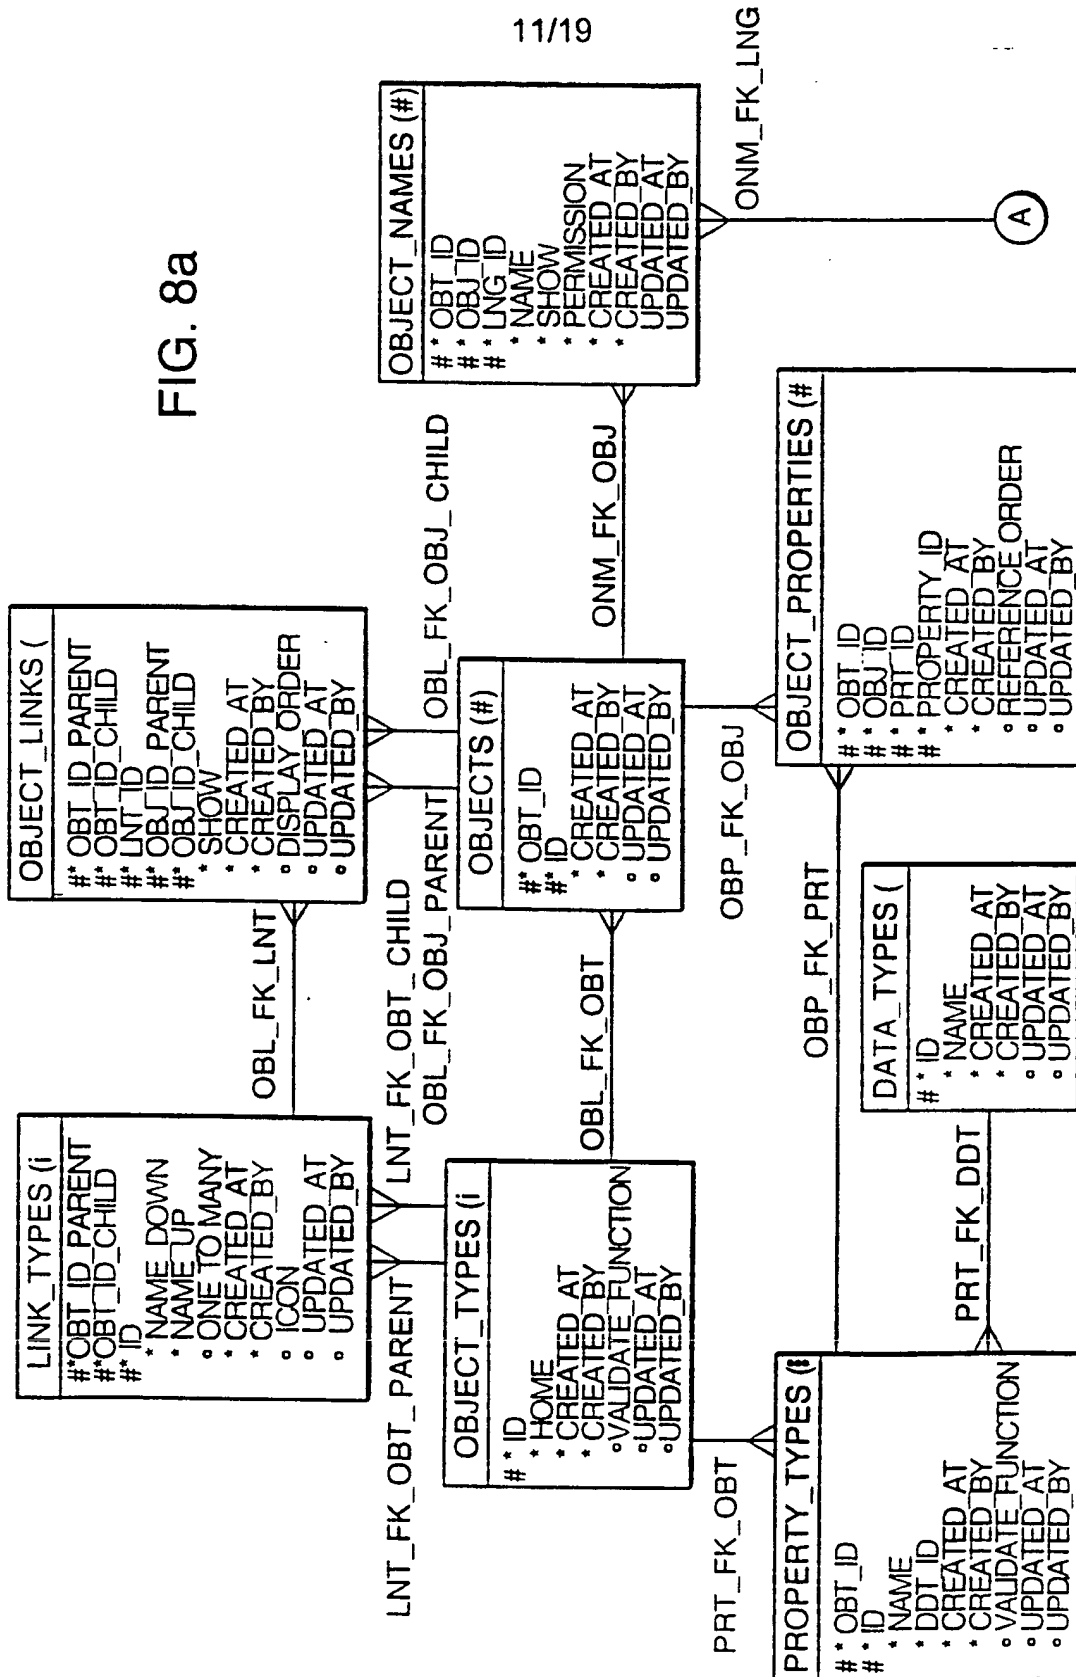 11/19
FIG. 8a
LINK_TYPES (i
#*OBT_ID_PARENT
#*OBT_ID_CHILD
#*ID
* NAME_DOWN
* NAME_UP
o ONE TO MANY
* CREATED_AT
* CREATED_BY
o ICON
o UPDATED_AT
o UPDATED_BY
OBL_FK_LNT
OBJECT_LINKS (
#*OBT_ID_PARENT
#*OBT_ID_CHILD
#*LNT_ID
#*OBJ_ID_PARENT
#*OBJ_ID_CHILD
* SHOW
* CREATED_AT
* CREATED_BY
o DISPLAY_ORDER
o UPDATED_AT
o UPDATED_BY
LNT_FK_OBT_PARENT
LNT_FK_OBT_CHILD
OBL_FK_OBJ_PARENT
OBL_FK_OBJ_CHILD
OBJECT_TYPES (i
# * ID
* HOME
* CREATED_AT
* CREATED_BY
o VALIDATE_FUNCTION
o UPDATED_AT
o UPDATED_BY
OBL_FK_OBT
OBJECTS (#)
#*OBT_ID
#*ID
* CREATED_AT
* CREATED_BY
o UPDATED_AT
o UPDATED_BY
ONM_FK_OBJ
OBJECT_NAMES (#)
# * OBT_ID
# * OBJ_ID
# * LNG_ID
* NAME
* SHOW
* PERMISSION
* CREATED_AT
* CREATED_BY
UPDATED_AT
UPDATED_BY
ONM_FK_LNG
A
PRT_FK_OBT
OBP_FK_OBJ
OBP_FK_PRT
PROPERTY_TYPES (#
# * OBT_ID
# * ID
* NAME
* DDT_ID
* CREATED_AT
* CREATED_BY
o VALIDATE_FUNCTION
o UPDATED_AT
o UPDATED_BY
PRT_FK_DDT
DATA_TYPES (
# * ID
* NAME
* CREATED_AT
* CREATED_BY
o UPDATED_AT
o UPDATED_BY
OBJECT_PROPERTIES (#
# * OBT_ID
# * OBJ_ID
# * PRT_ID
# * PROPERTY_ID
* CREATED_AT
* CREATED_BY
o REFERENCE_ORDER
o UPDATED_AT
o UPDATED_BY